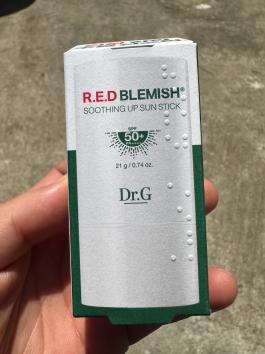 R.E.D BLEMISH®
SOOTHING UP SUN STICK
SPF
50+
21 g / 0.74 oz.
Dr.G